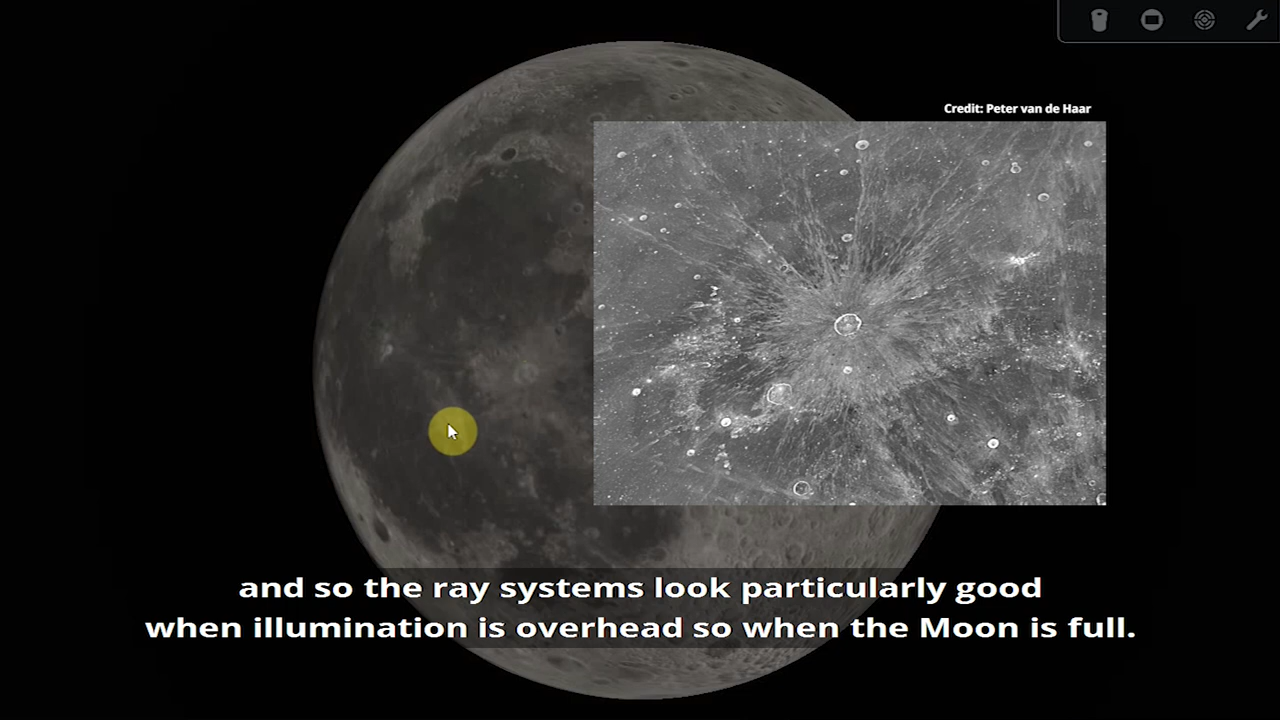 Credit: Peter van de Haar
and so the ray systems look particularly good
when illumination is overhead so when the Moon is full.